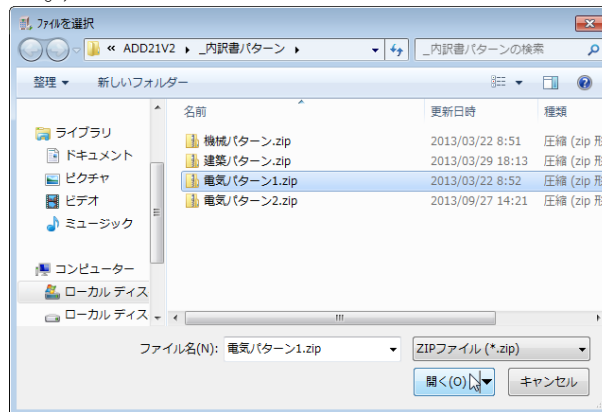 ﾌｧｲﾙを選択
« ADD21V2 ▸ _内訳書パターン ▸
_内訳書パターンの検索
整理 ▼ 新しいフォルダー
名前 更新日時 種類
ライブラリ
ドキュメント
ピクチャ
ビデオ
ミュージック
コンピューター
ローカル ディス
ローカル ディス
機械パターン.zip 2013/03/22 8:51 圧縮 (zip 形
建築パターン.zip 2013/03/29 18:13 圧縮 (zip 形
電気パターン1.zip 2013/03/22 8:52 圧縮 (zip 形
電気パターン2.zip 2013/09/27 14:21 圧縮 (zip 形
ファイル名(N): 電気パターン1.zip
ZIPファイル (*.zip)
開く(O) キャンセル